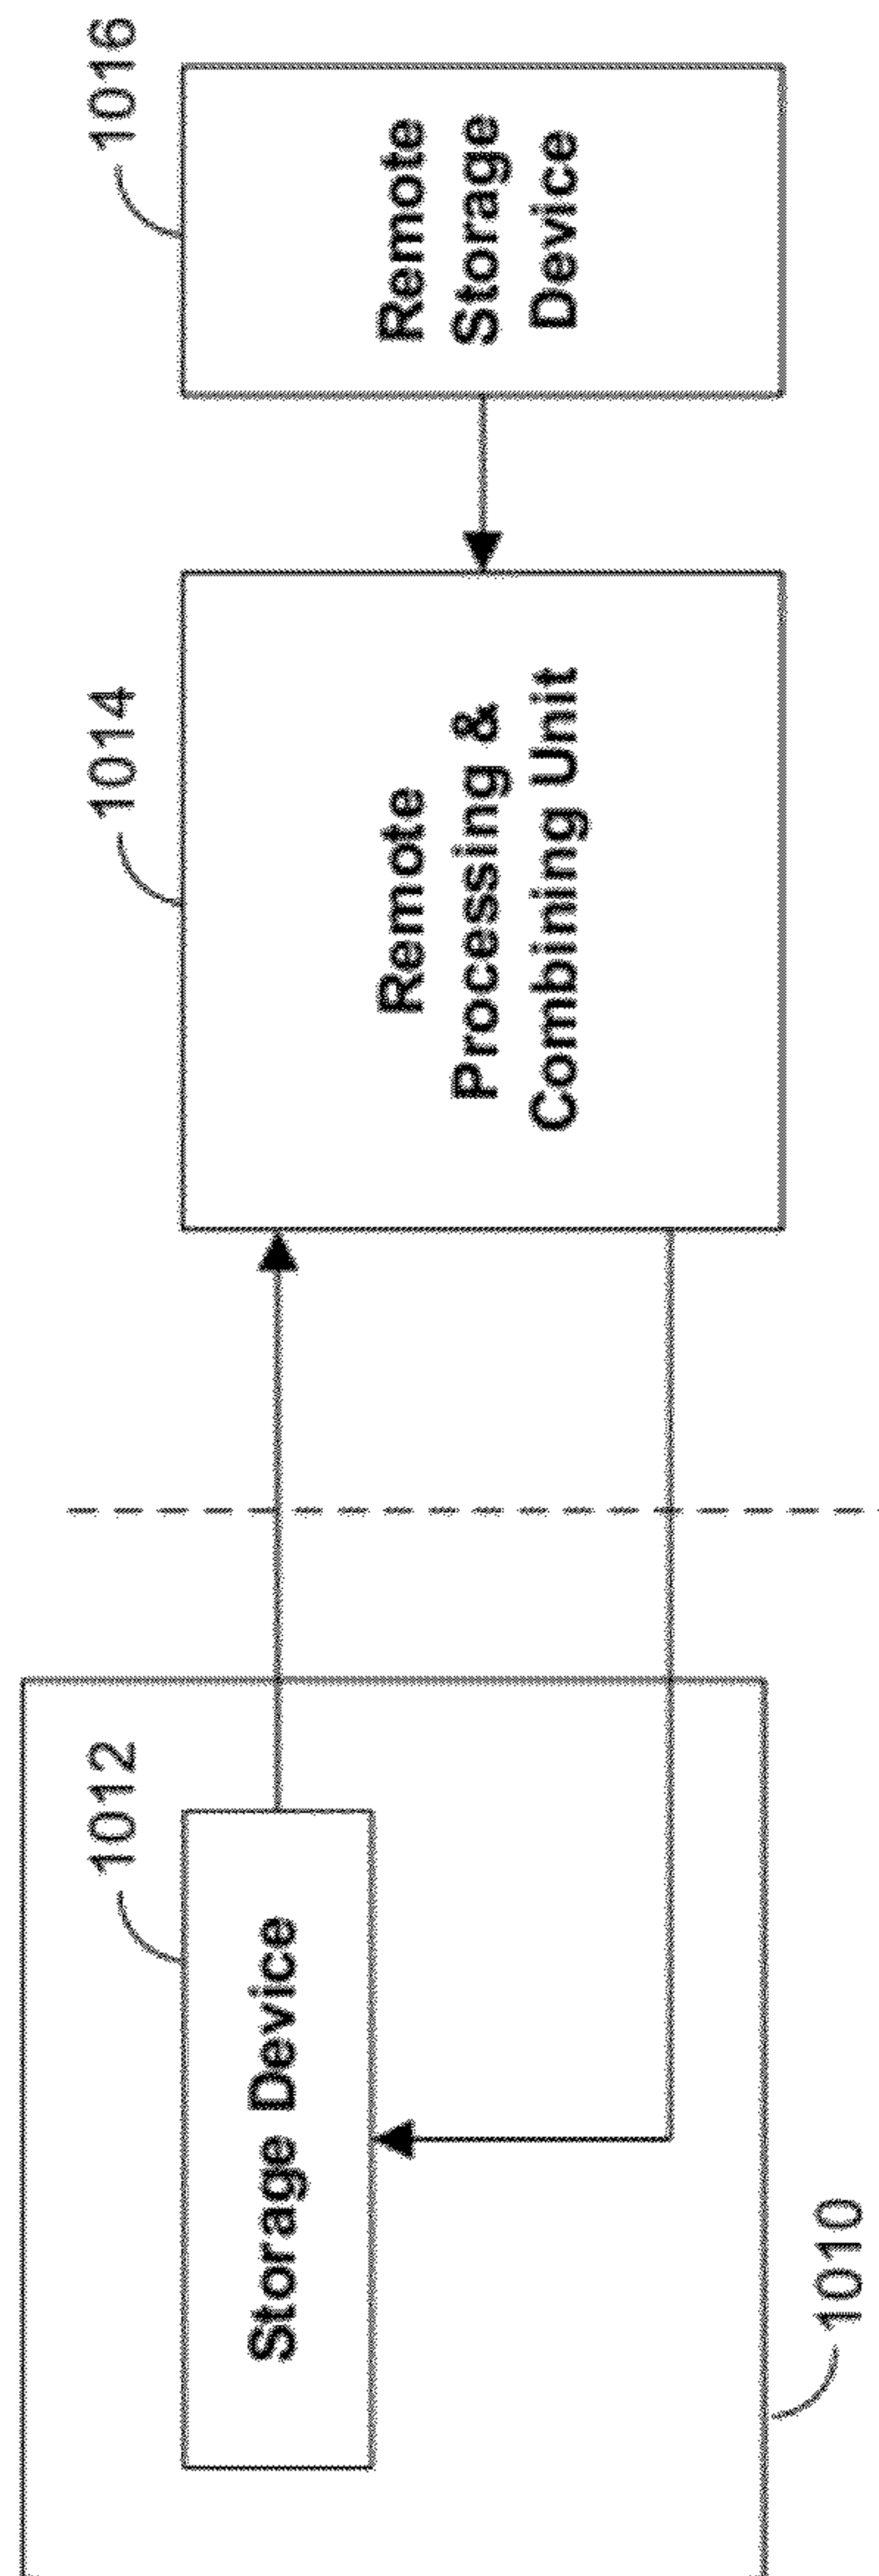 1010
1012
Storage Device
1014
Remote
Processing &
Combining Unit
1016
Remote
Storage
Device